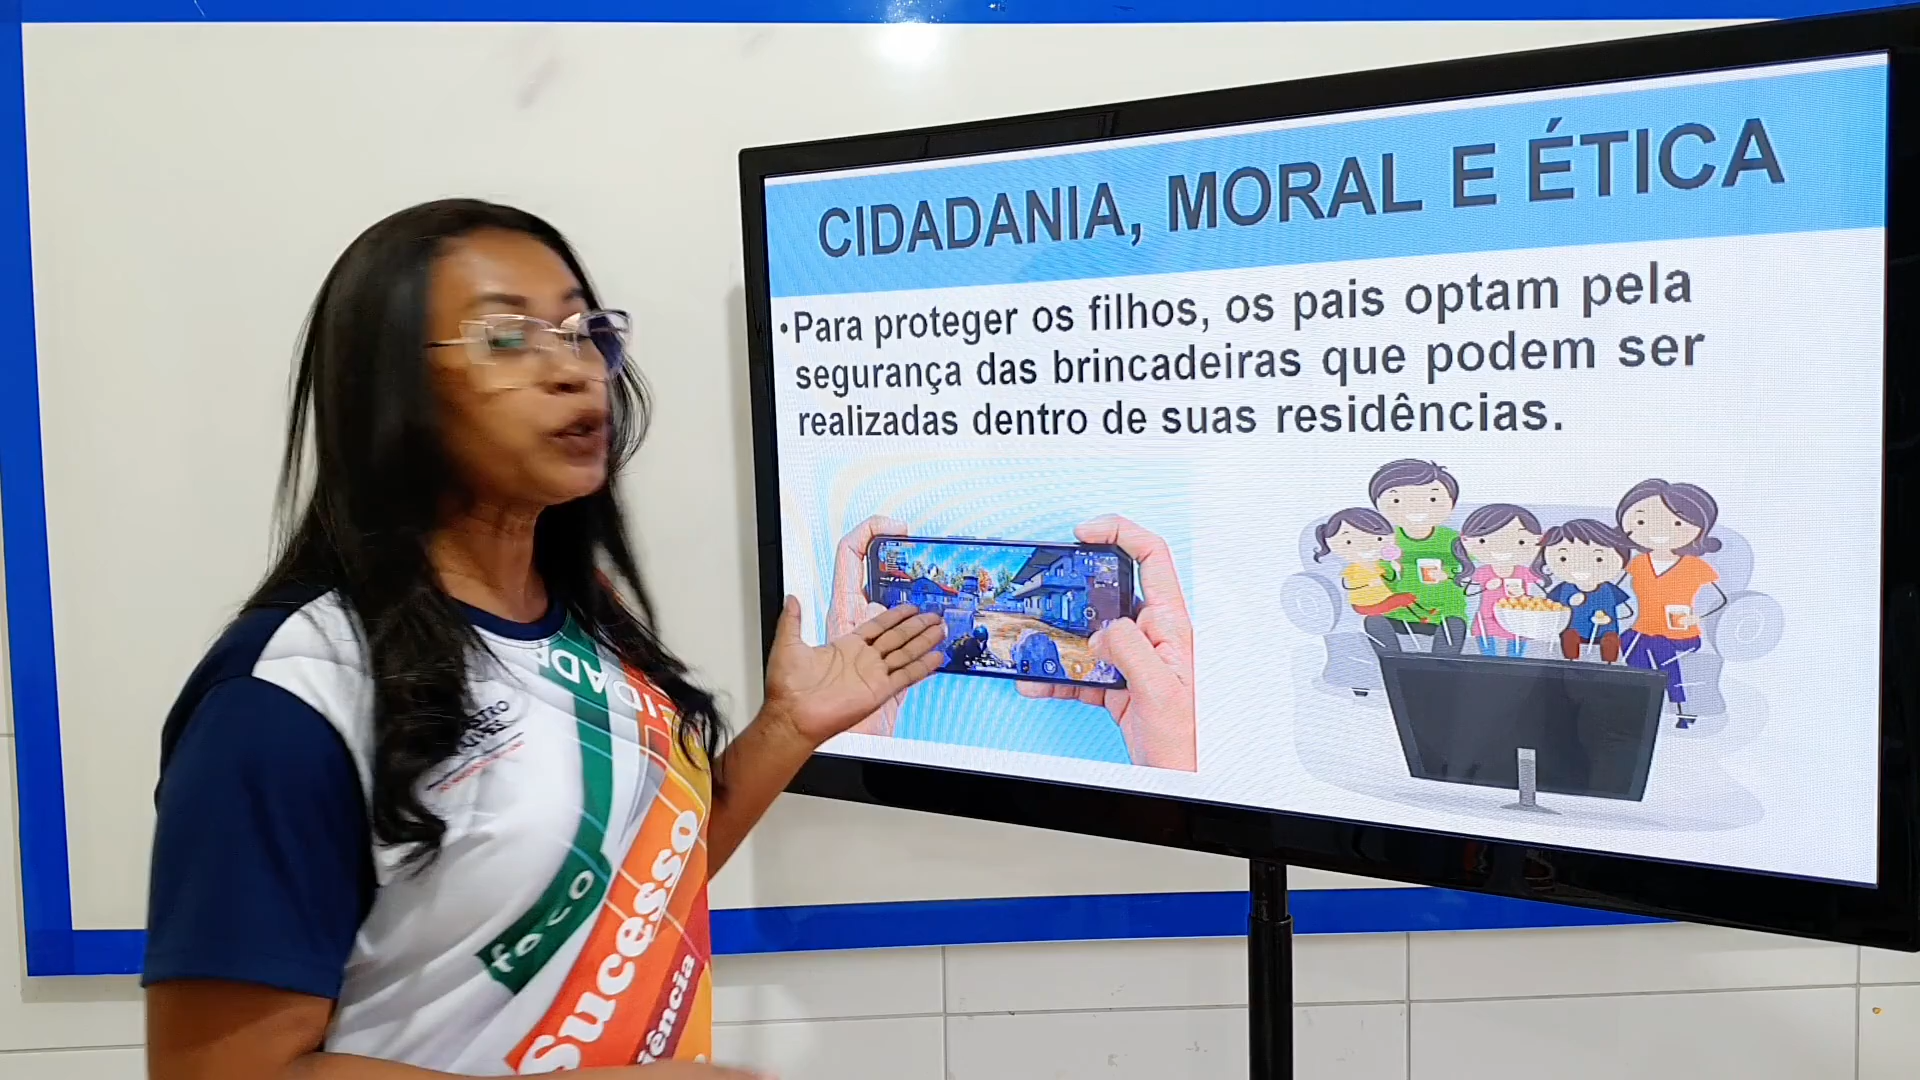 CIDADANIA, MORAL E ÉTICA
•Para proteger os filhos, os pais optam pela
segurança das brincadeiras que podem ser
realizadas dentro de suas residências.
CIDADA
foco
Sucesso